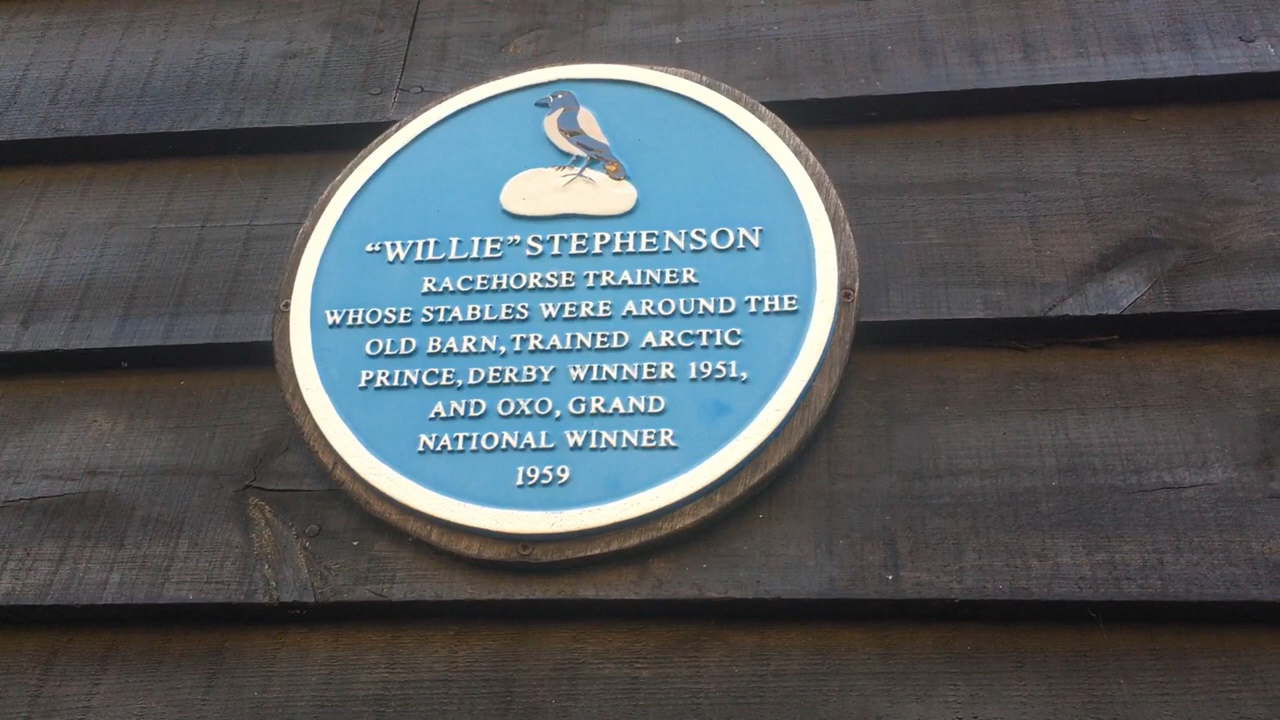 “WILLIE” STEPHENSON
RACEHORSE TRAINER
WHOSE STABLES WERE AROUND THE
OLD BARN, TRAINED ARCTIC
PRINCE, DERBY WINNER 1951,
AND OXO, GRAND
NATIONAL WINNER
1959